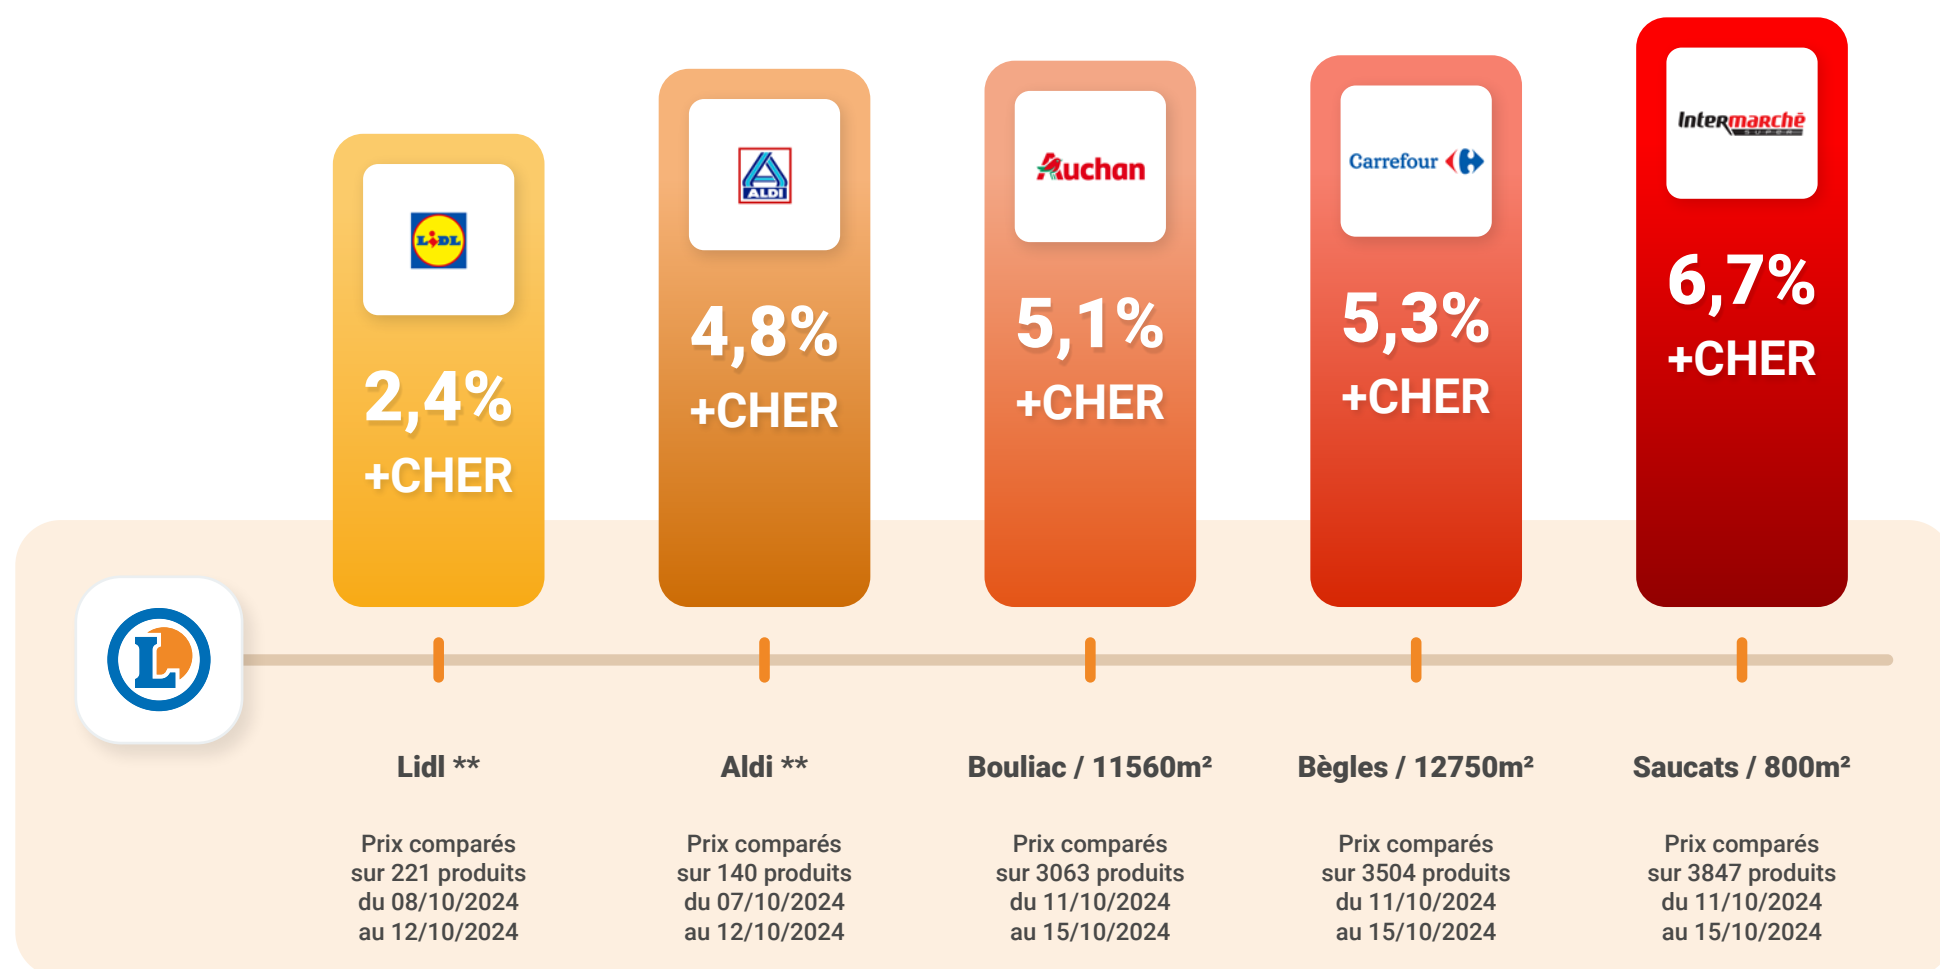 LIDL
2,4%
+CHER
ALDI
4,8%
+CHER
Auchan
5,1%
+CHER
Carrefour
5,3%
+CHER
Intermarchē
SUPER
6,7%
+CHER
L
Lidl **
Prix comparés
sur 221 produits
du 08/10/2024
au 12/10/2024
Aldi **
Prix comparés
sur 140 produits
du 07/10/2024
au 12/10/2024
Bouliac / 11560m²
Prix comparés
sur 3063 produits
du 11/10/2024
au 15/10/2024
Bègles / 12750m²
Prix comparés
sur 3504 produits
du 11/10/2024
au 15/10/2024
Saucats / 800m²
Prix comparés
sur 3847 produits
du 11/10/2024
au 15/10/2024